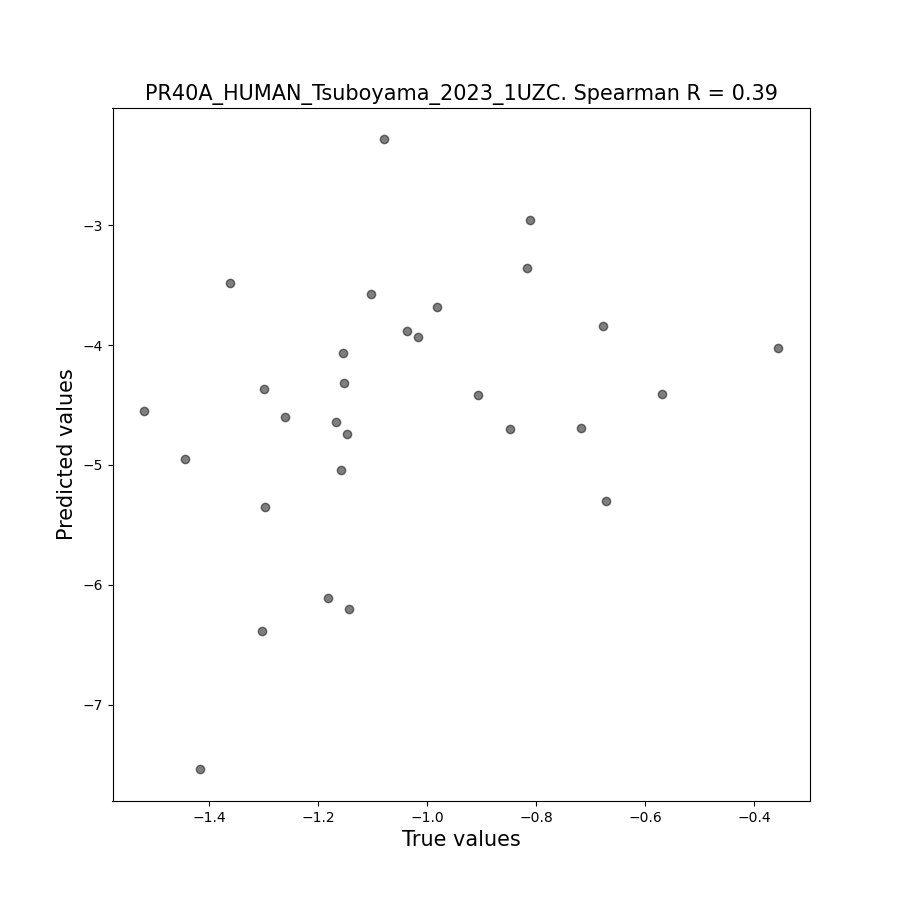 PR40A_HUMAN_Tsuboyama_2023_1UZC. Spearman R = 0.39
−3
−4
−5
−6
−7
Predicted values
−1.4 −1.2 −1.0 −0.8 −0.6 −0.4
True values